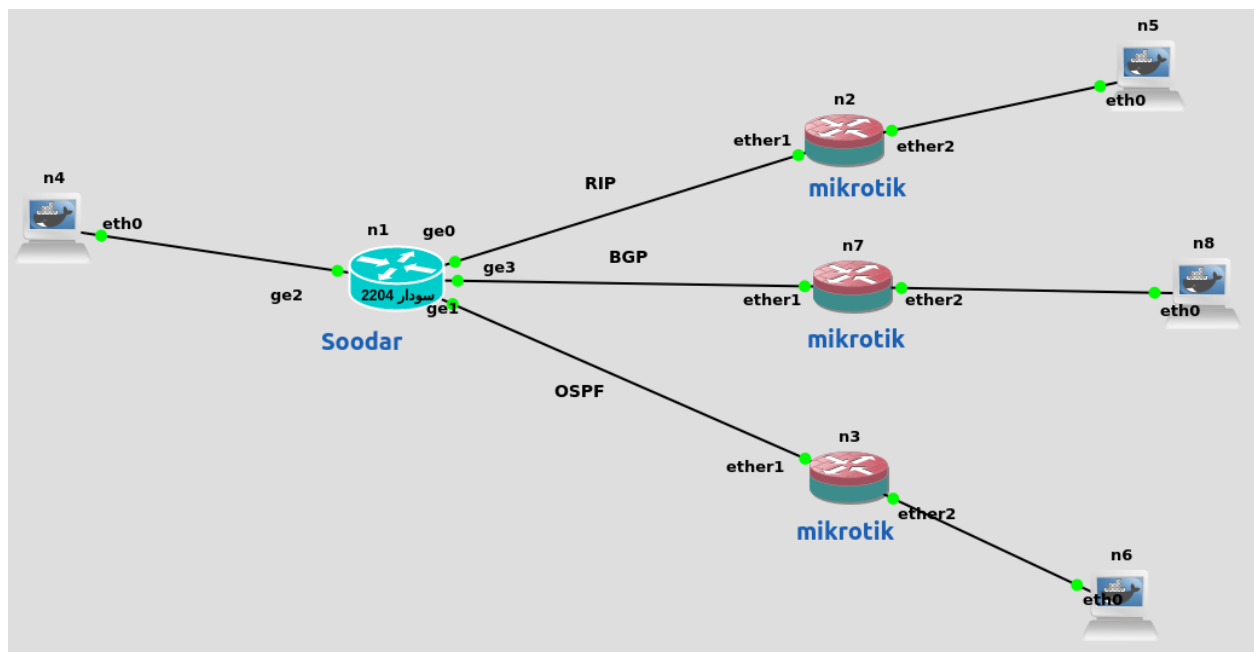 n5
eth0
n2
ether1
ether2
mikrotik
RIP
n4
eth0
n1
ge0
ge3
ge2
ge1
سودار 2204
Soodar
BGP
n7
ether1
ether2
mikrotik
n8
eth0
OSPF
n3
ether1
ether2
mikrotik
n6
eth0